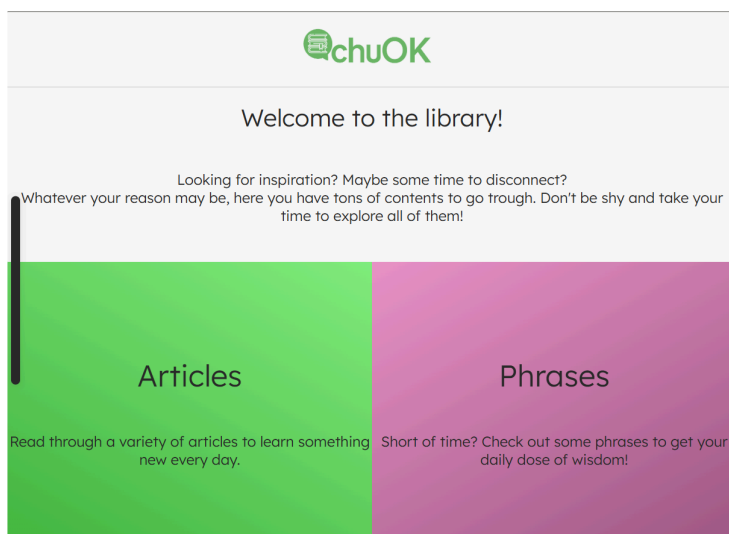 chuOK
Welcome to the library!
Looking for inspiration? Maybe some time to disconnect?
Whatever your reason may be, here you have tons of contents to go trough. Don't be shy and take your
time to explore all of them!
Articles
Phrases
Read through a variety of articles to learn something
new every day.
Short of time? Check out some phrases to get your
daily dose of wisdom!